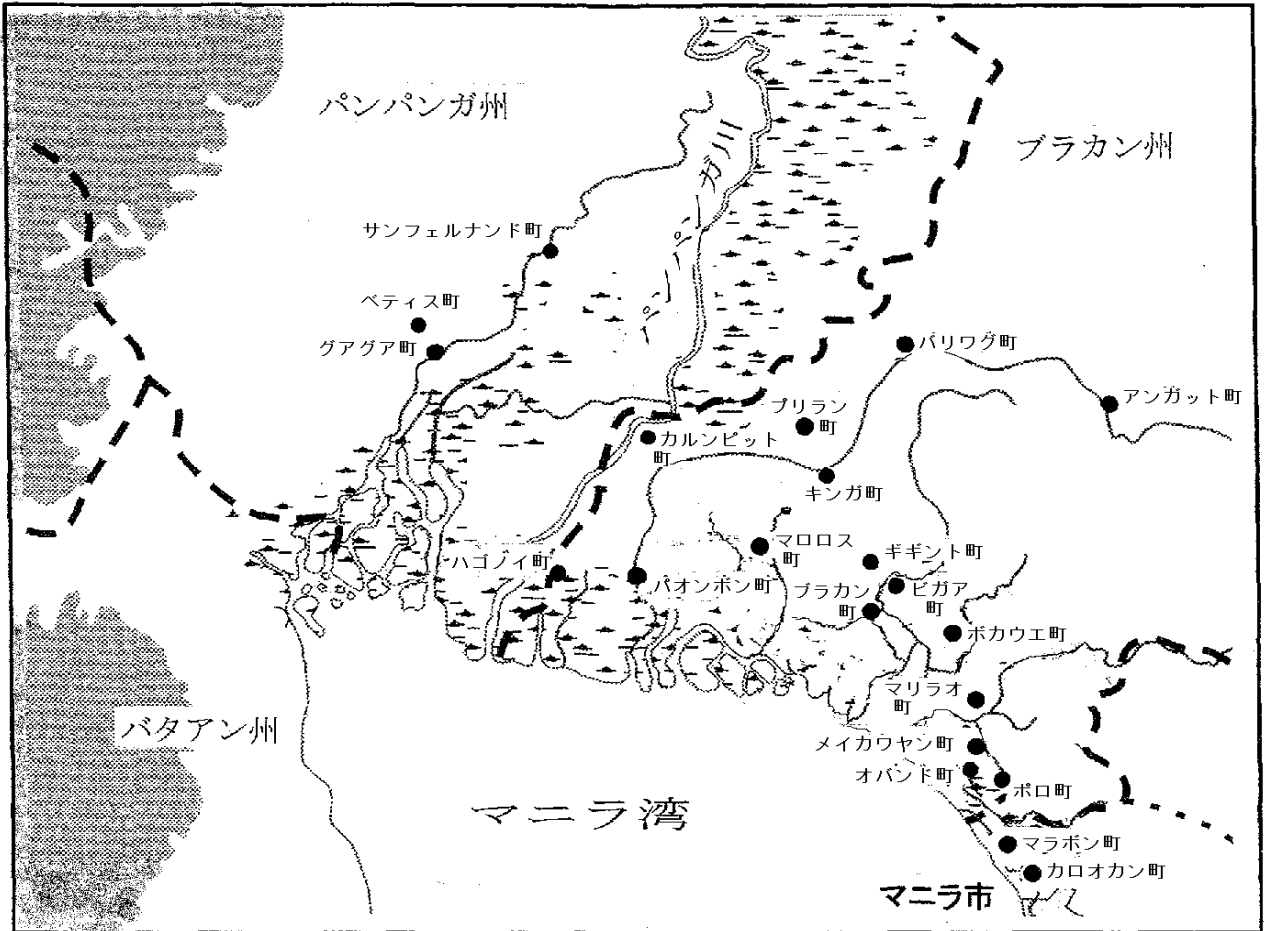 パンパンガ州
ブラカン州
パンパンガ川
サンフェルナンド町
ベティス町
グアグア町
バリワグ町
アンガット町
プリラン
町
カルンピット
町
キンガ町
マロロス
町
ギギント町
ハゴノイ町
パオンボン町
ブラカン
町
ビガア
町
ボカウエ町
マリラオ
町
バタアン州
メイカウヤン町
オバンド町
ポロ町
マニラ湾
マラボン町
カロオカン町
マニラ市